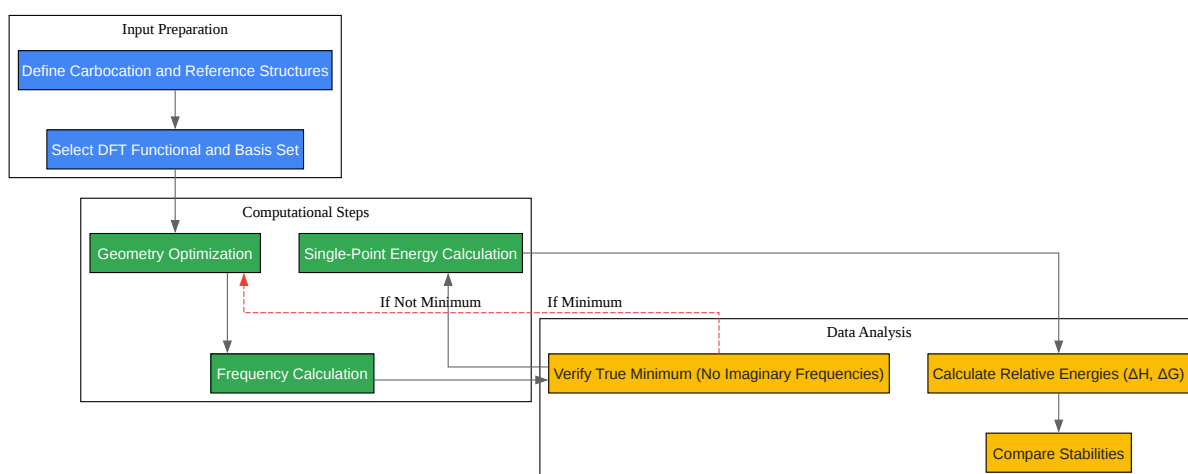 Input Preparation
Define Carbocation and Reference Structures
Select DFT Functional and Basis Set
Computational Steps
Geometry Optimization
Single-Point Energy Calculation
If Not Minimum
If Minimum
Data Analysis
Frequency Calculation
Verify True Minimum (No Imaginary Frequencies)
Calculate Relative Energies (ΔH, ΔG)
Compare Stabilities